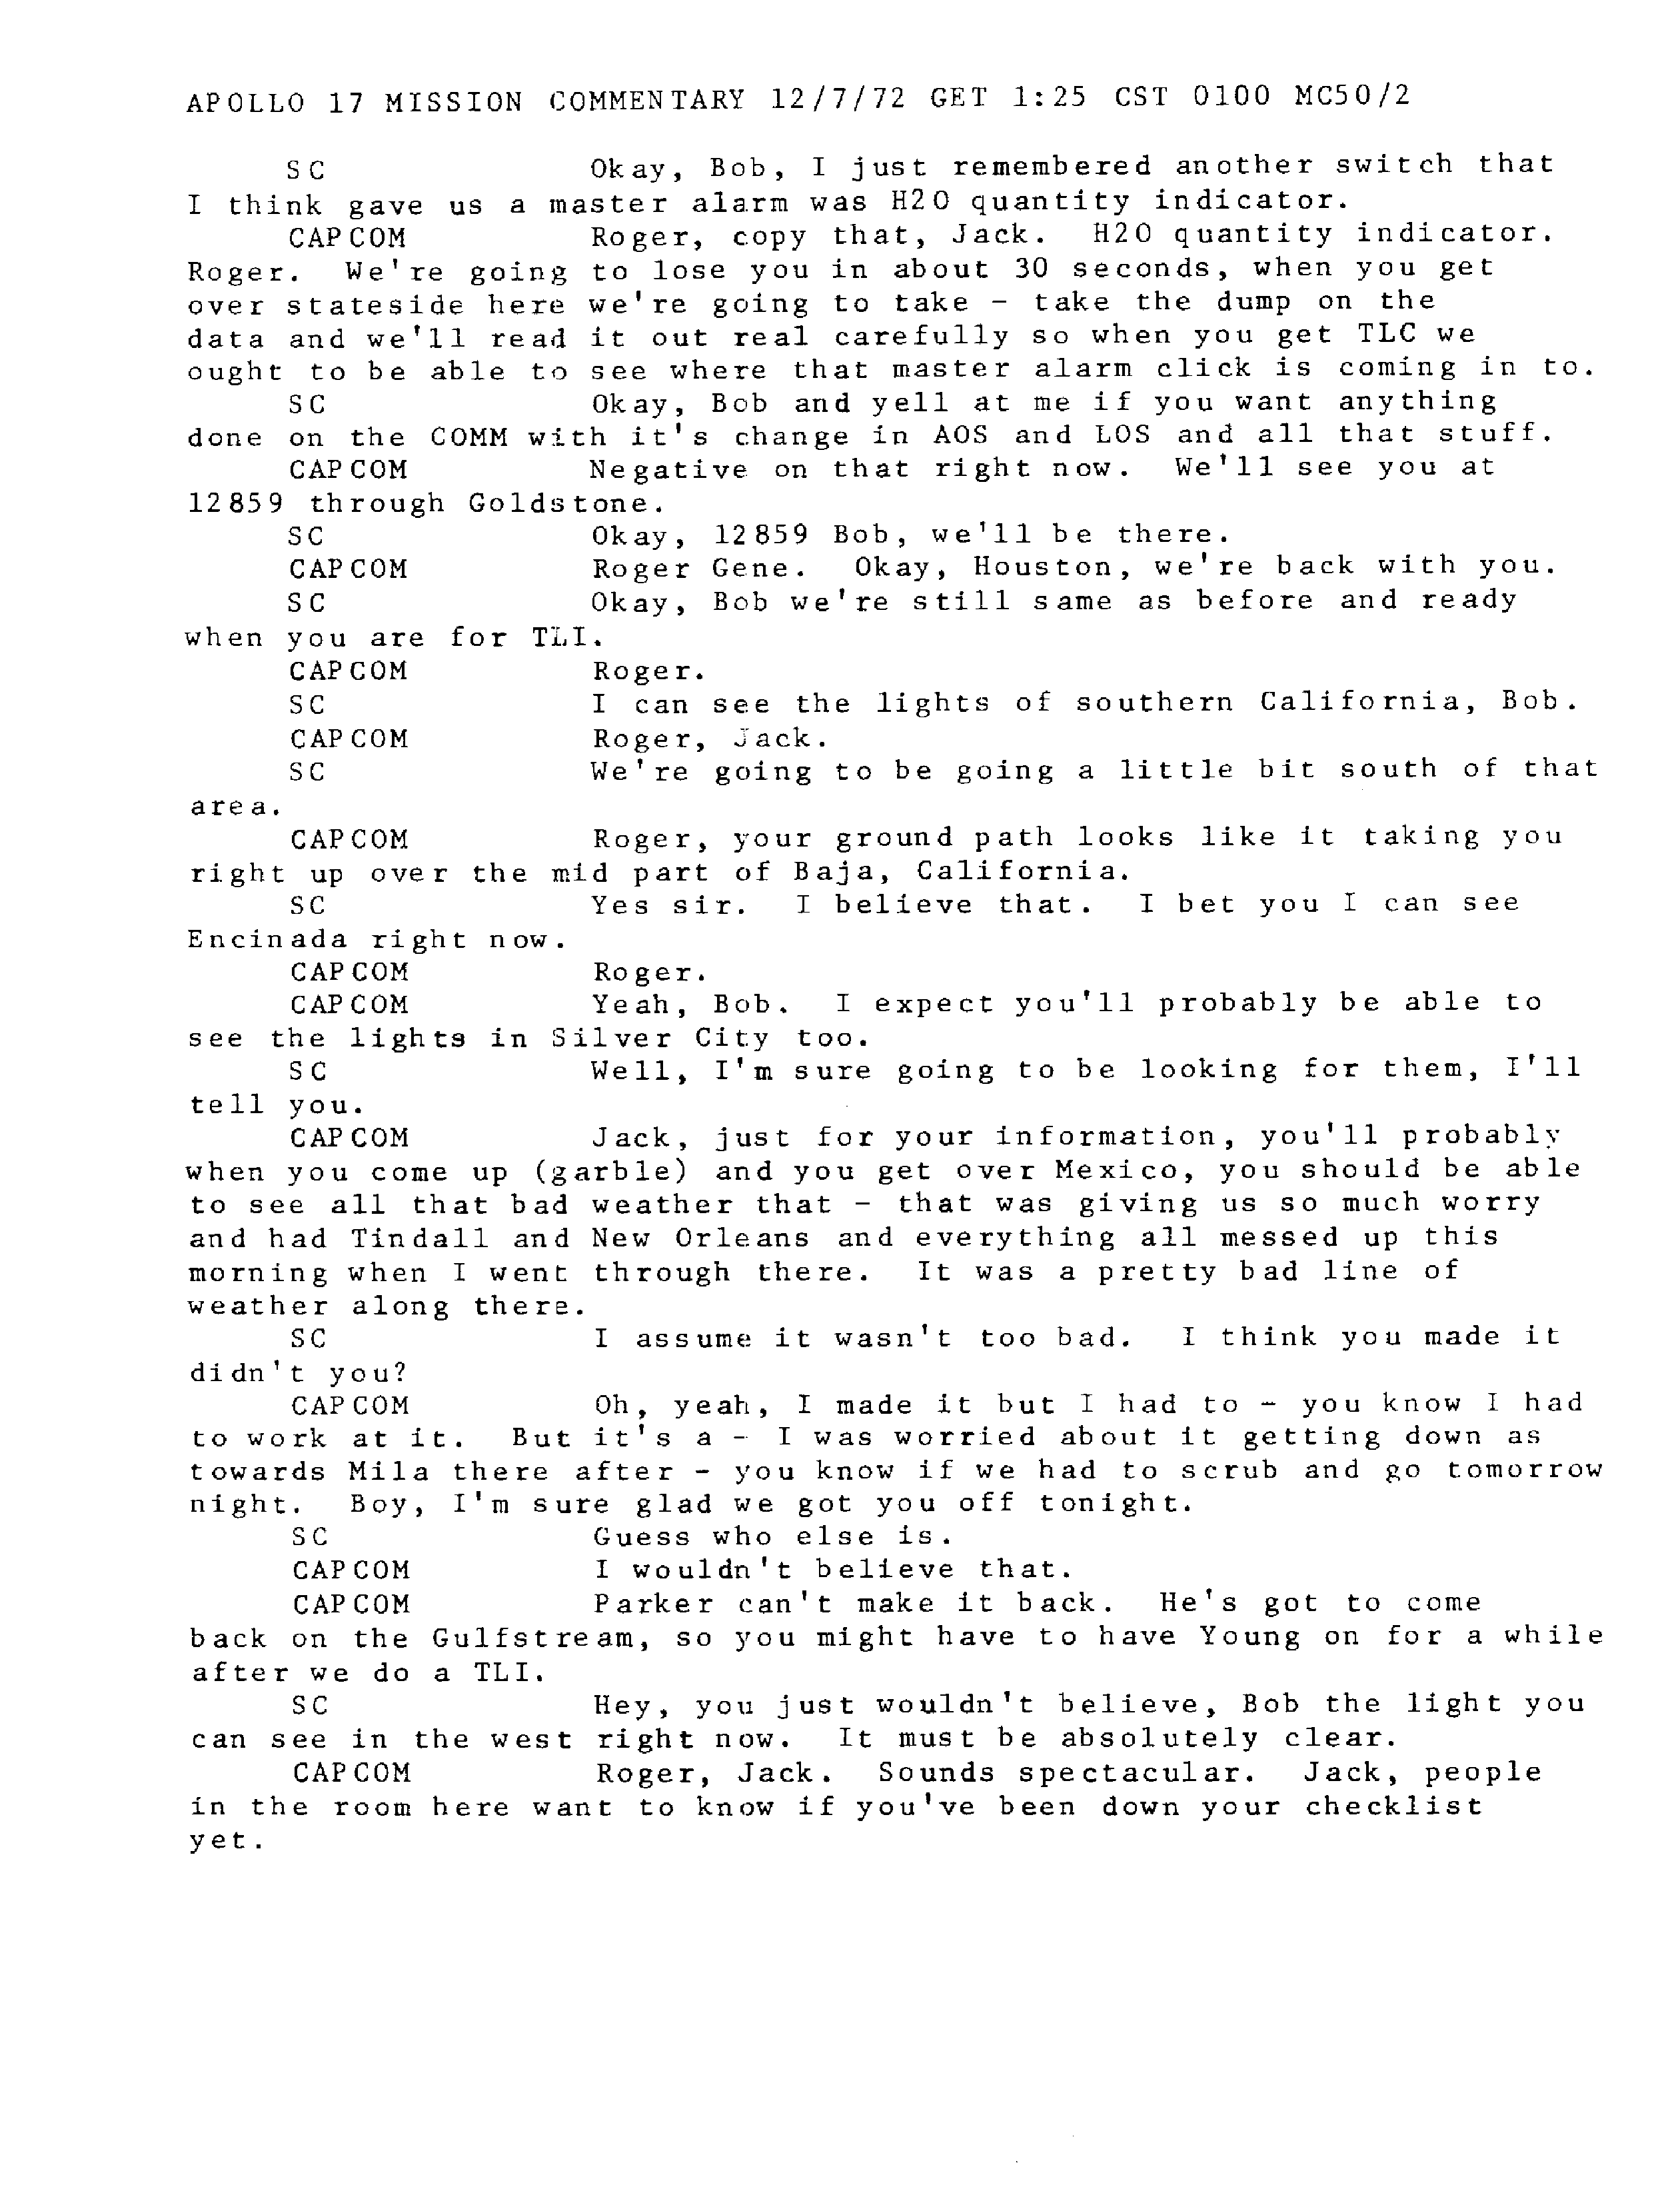 APOLLO 17 MISSION COMMENTARY 12/7/72 GET 1:25 CST 0100 MC50/2
SC Okay, Bob, I just remembered another switch that
I think gave us a master alarm was H2O quantity indicator.
CAPCOM Roger, copy that, Jack. H2O quantity indicator.
Roger. We're going to lose you in about 30 seconds, when you get
over stateside here we're going to take - take the dump on the
data and we'll read it out real carefully so when you get TLC we
ought to be able to see where that master alarm click is coming in to.
SC Okay, Bob and yell at me if you want anything
done on the COMM with it's change in AOS and LOS and all that stuff.
CAPCOM Negative on that right now. We'll see you at
12859 through Goldstone.
SC Okay, 12859 Bob, we'll be there.
CAPCOM Roger Gene. Okay, Houston, we're back with you.
SC Okay, Bob we're still same as before and ready
when you are for TLI.
CAPCOM Roger.
SC I can see the lights of southern California, Bob.
CAPCOM Roger, Jack.
SC We're going to be going a little bit south of that
area.
CAPCOM Roger, your ground path looks like it taking you
right up over the mid part of Baja, California.
SC Yes sir. I believe that. I bet you I can see
Encinada right now.
CAPCOM Roger.
CAPCOM Yeah, Bob. I expect you'll probably be able to
see the lights in Silver City too.
SC Well, I'm sure going to be looking for them, I'll
tell you.
CAPCOM Jack, just for your information, you'll probably
when you come up (garble) and you get over Mexico, you should be able
to see all that bad weather that - that was giving us so much worry
and had Tindall and New Orleans and everything all messed up this
morning when I went through there. It was a pretty bad line of
weather along there.
SC I assume it wasn't too bad. I think you made it
didn't you?
CAPCOM Oh, yeah, I made it but I had to - you know I had
to work at it. But it's a - I was worried about it getting down as
towards Mila there after - you know if we had to scrub and go tomorrow
night. Boy, I'm sure glad we got you off tonight.
SC Guess who else is.
CAPCOM I wouldn't believe that.
CAPCOM Parker can't make it back. He's got to come
back on the Gulfstream, so you might have to have Young on for a while
after we do a TLI.
SC Hey, you just wouldn't believe, Bob the light you
can see in the west right now. It must be absolutely clear.
CAPCOM Roger, Jack. Sounds spectacular. Jack, people
in the room here want to know if you've been down your checklist
yet.